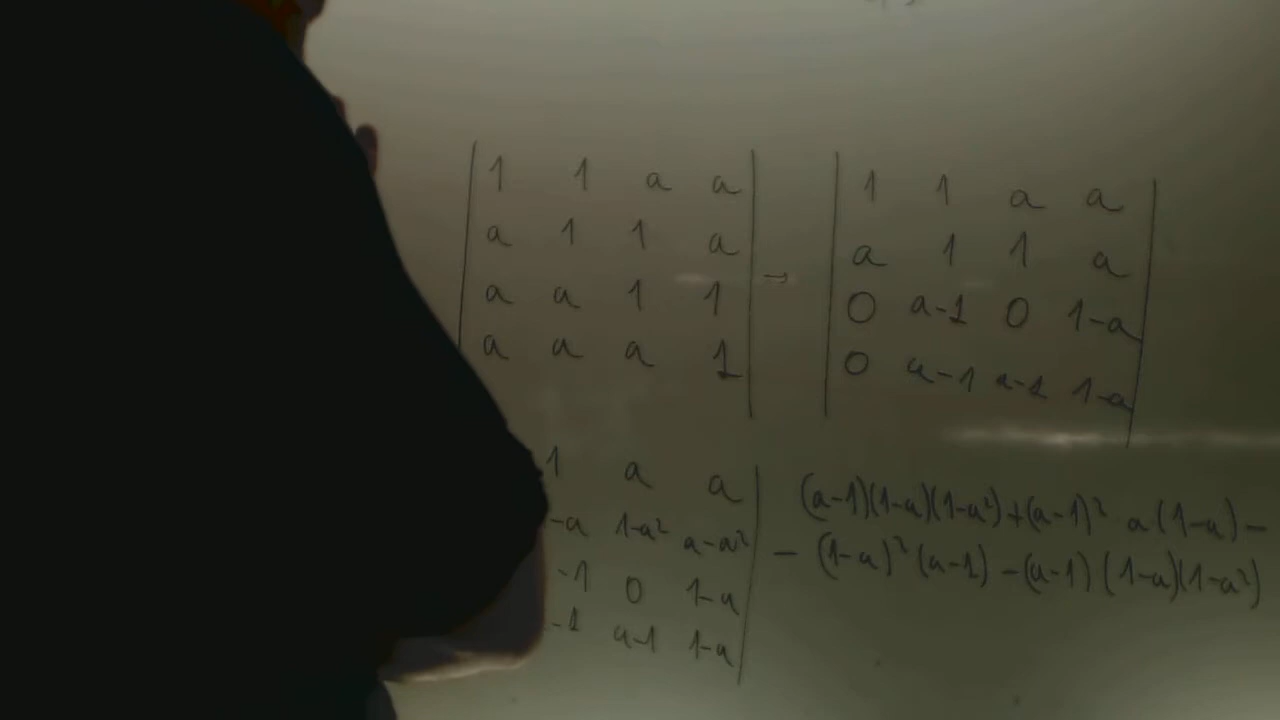 | 1 1 a a | → | 1 1 a a |
| a 1 1 a | | a 1 1 a |
| a a 1 1 | | 0 a-1 0 1-a |
| a a a 1 | | 0 a-1 a-1 1-a |
1 a a | (a-1)(1-a)(1-a²)+(a-1)² a(1-a) -
-a 1-a² a-a² | - (1-a)²(a-1) -(a-1)(1-a)(1-a²)
-1 0 1-a |
-1 a-1 1-a |